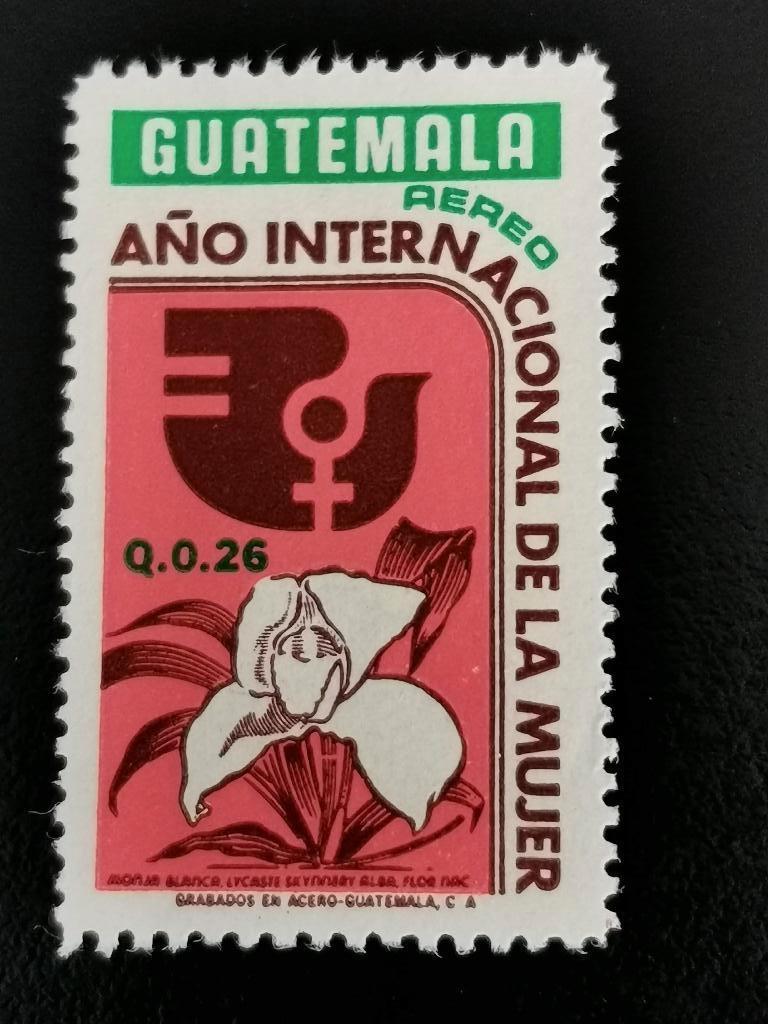 GUATEMALA
AEREO
AÑO INTERNACIONAL DE LA MUJER
Q.0.26
MONJA BLANCA, LYCASTE SKYNNERY ALBA, FLOR NAC.
GRABADOS EN ACERO-GUATEMALA, C A